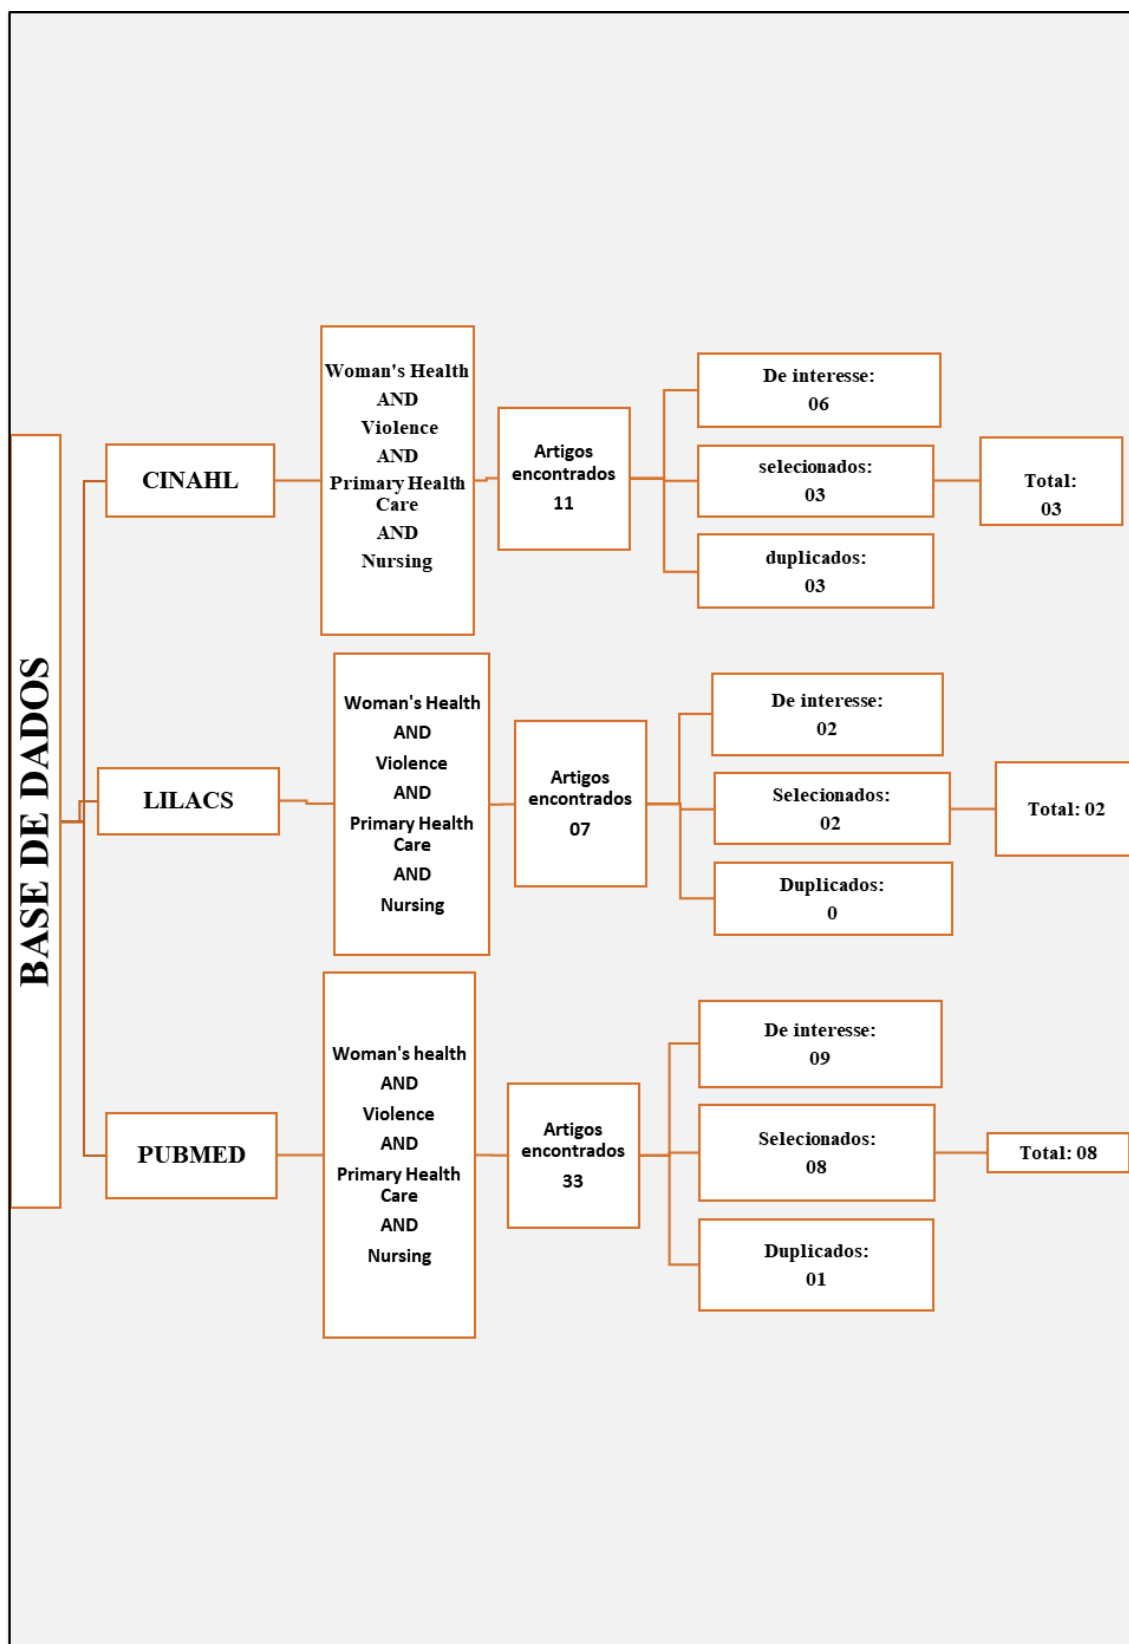 BASE DE DADOS
CINAHL
Woman's Health
AND
Violence
AND
Primary Health
Care
AND
Nursing
Artigos
encontrados
11
De interesse:
06
selecionados:
03
duplicados:
03
Total:
03
LILACS
Woman's Health
AND
Violence
AND
Primary Health
Care
AND
Nursing
Artigos
encontrados
07
De interesse:
02
Selecionados:
02
Duplicados:
0
Total: 02
PUBMED
Woman's health
AND
Violence
AND
Primary Health
Care
AND
Nursing
Artigos
encontrados
33
De interesse:
09
Selecionados:
08
Duplicados:
01
Total: 08